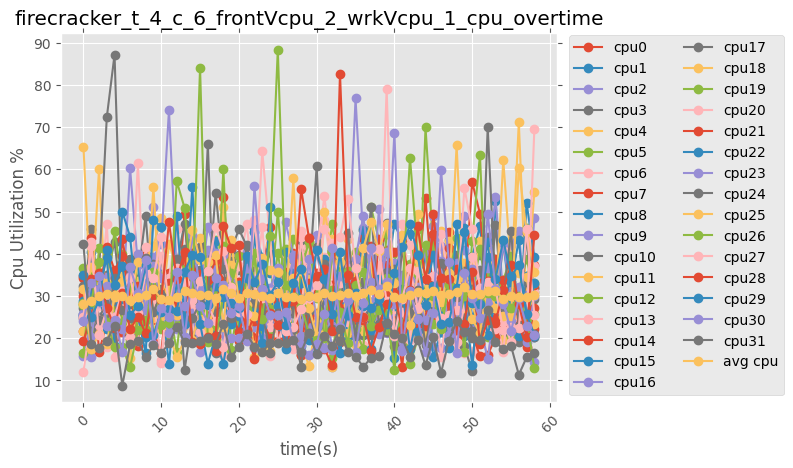 firecracker_t_4_c_6_frontVcpu_2_wrkVcpu_1_cpu_overtime
Cpu Utilization %
90
80
70
60
50
40
30
20
10
0
10
20
30
40
50
60
time(s)
cpu0
cpu1
cpu2
cpu3
cpu4
cpu5
cpu6
cpu7
cpu8
cpu9
cpu10
cpu11
cpu12
cpu13
cpu14
cpu15
cpu16
cpu17
cpu18
cpu19
cpu20
cpu21
cpu22
cpu23
cpu24
cpu25
cpu26
cpu27
cpu28
cpu29
cpu30
cpu31
avg cpu